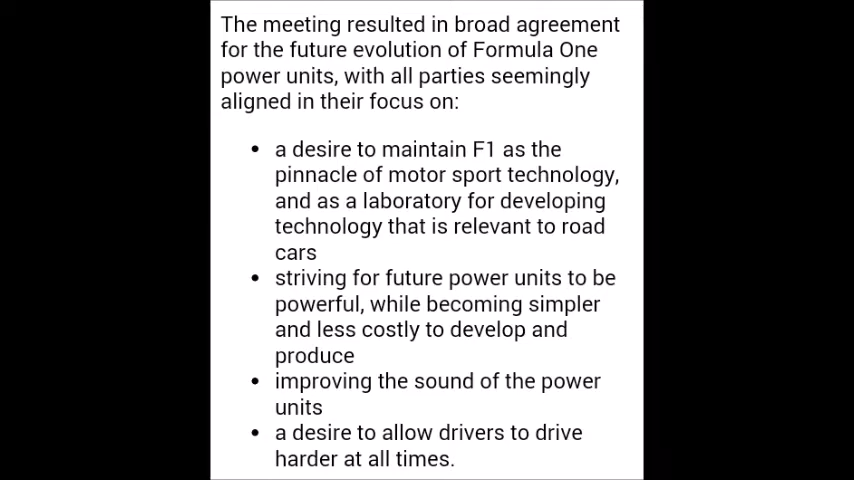 The meeting resulted in broad agreement
for the future evolution of Formula One
power units, with all parties seemingly
aligned in their focus on:
• a desire to maintain F1 as the
pinnacle of motor sport technology,
and as a laboratory for developing
technology that is relevant to road
cars
• striving for future power units to be
powerful, while becoming simpler
and less costly to develop and
produce
• improving the sound of the power
units
• a desire to allow drivers to drive
harder at all times.